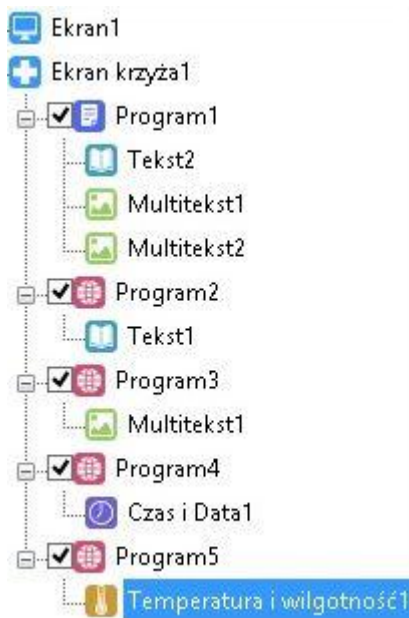 Ekran1
Ekran krzyża1
Program1
Tekst2
Multitekst1
Multitekst2
Program2
Tekst1
Program3
Multitekst1
Program4
Czas i Data1
Program5
Temperatura i wilgotność1